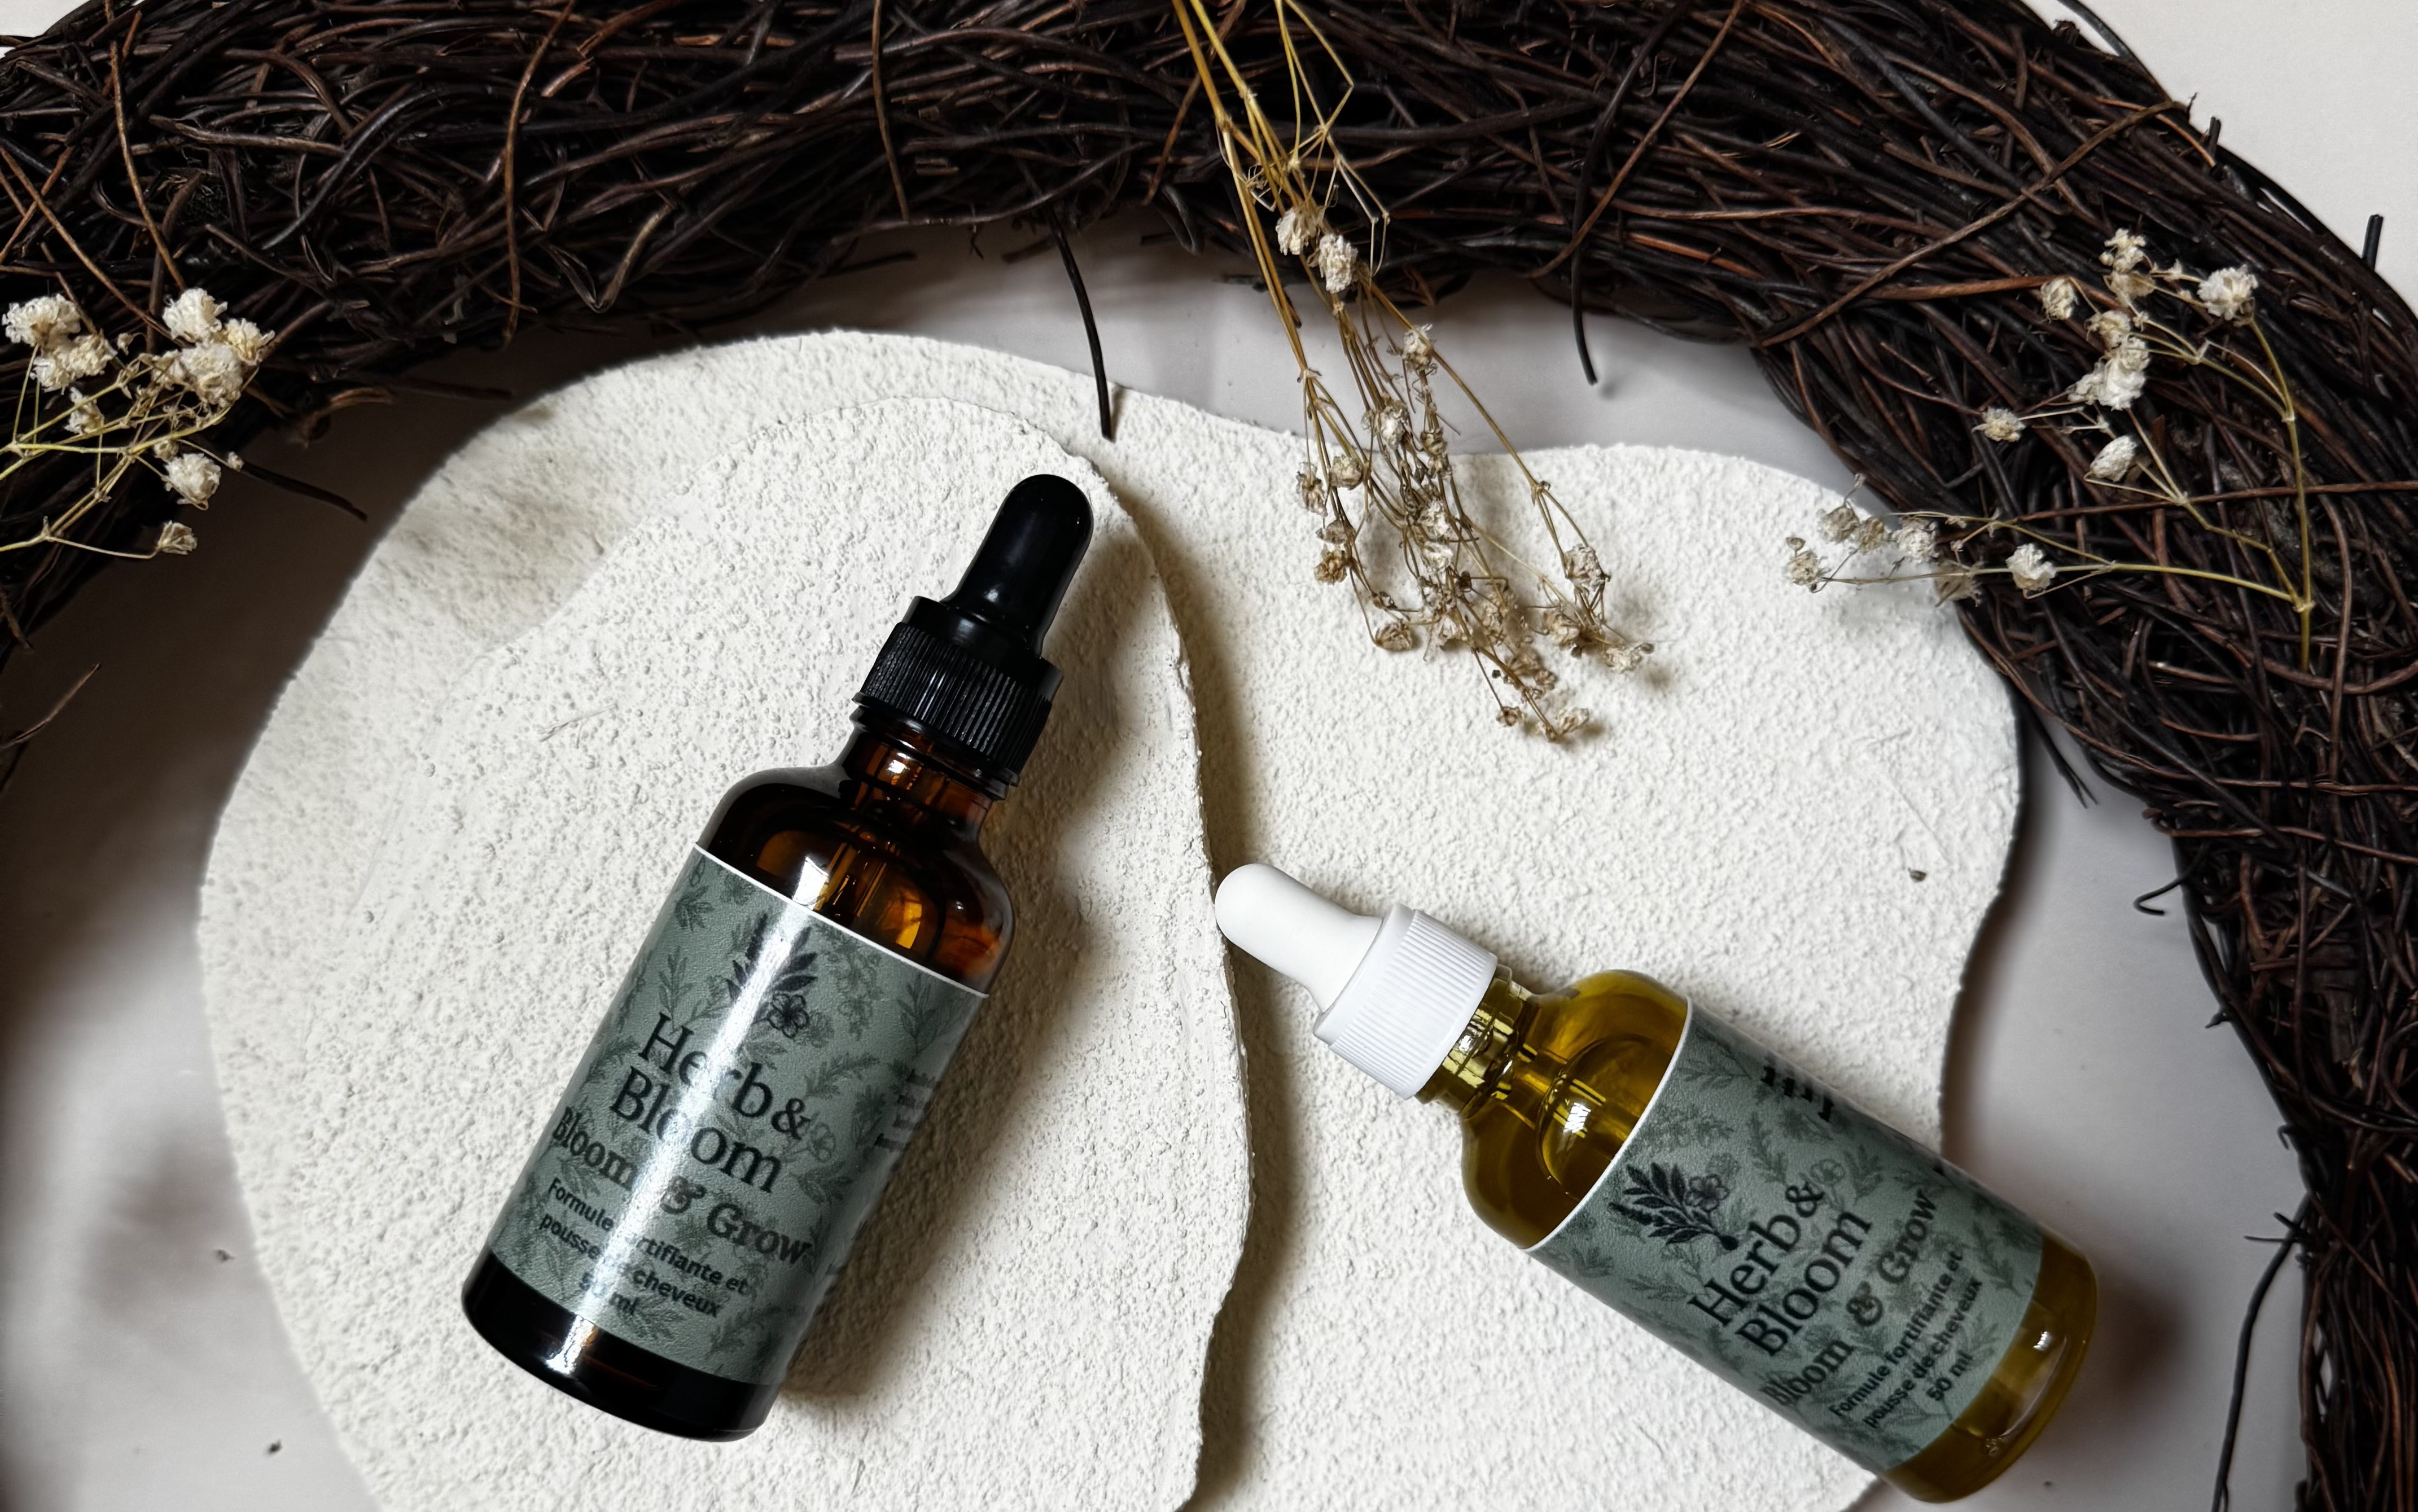 Herb &
Bloom
Bloom & Grow
Formule fortifiante et
pousse de cheveux
50 ml
Herb &
Bloom
Bloom & Grow
Formule fortifiante et
pousse de cheveux
50 ml